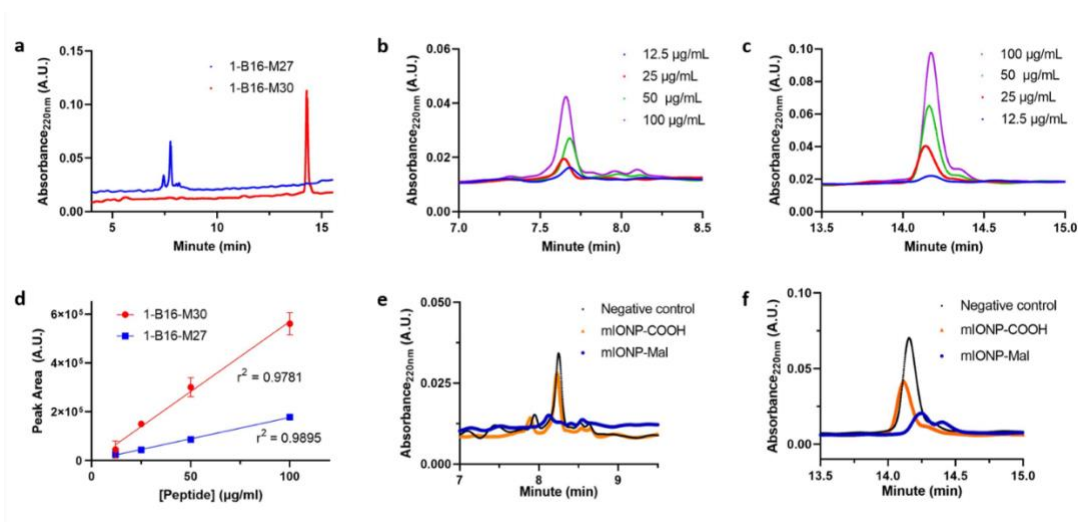 a
0.15
0.10
0.05
0.00
Absorbance220nm (A.U.)
1-B16-M27
1-B16-M30
5
10
15
Minute (min)
b
0.06
0.04
0.02
0.00
Absorbance220nm (A.U.)
12.5 µg/mL
25 µg/mL
50 µg/mL
100 µg/mL
7.0
7.5
8.0
8.5
Minute (min)
c
0.10
0.08
0.06
0.04
0.02
0.00
Absorbance220nm (A.U.)
100 µg/mL
50 µg/mL
25 µg/mL
12.5 µg/mL
13.5
14.0
14.5
15.0
Minute (min)
d
6×10⁵
4×10⁵
2×10⁵
0
Peak Area (A.U.)
1-B16-M30
1-B16-M27
r² = 0.9781
r² = 0.9895
0
50
100
[Peptide] (µg/ml)
e
0.050
0.025
0.000
Absorbance220nm (A.U.)
Negative control
mIONP-COOH
mIONP-Mal
7
8
9
Minute (min)
f
0.10
0.05
0.00
Absorbance220nm (A.U.)
Negative control
mIONP-COOH
mIONP-Mal
13.5
14.0
14.5
15.0
Minute (min)